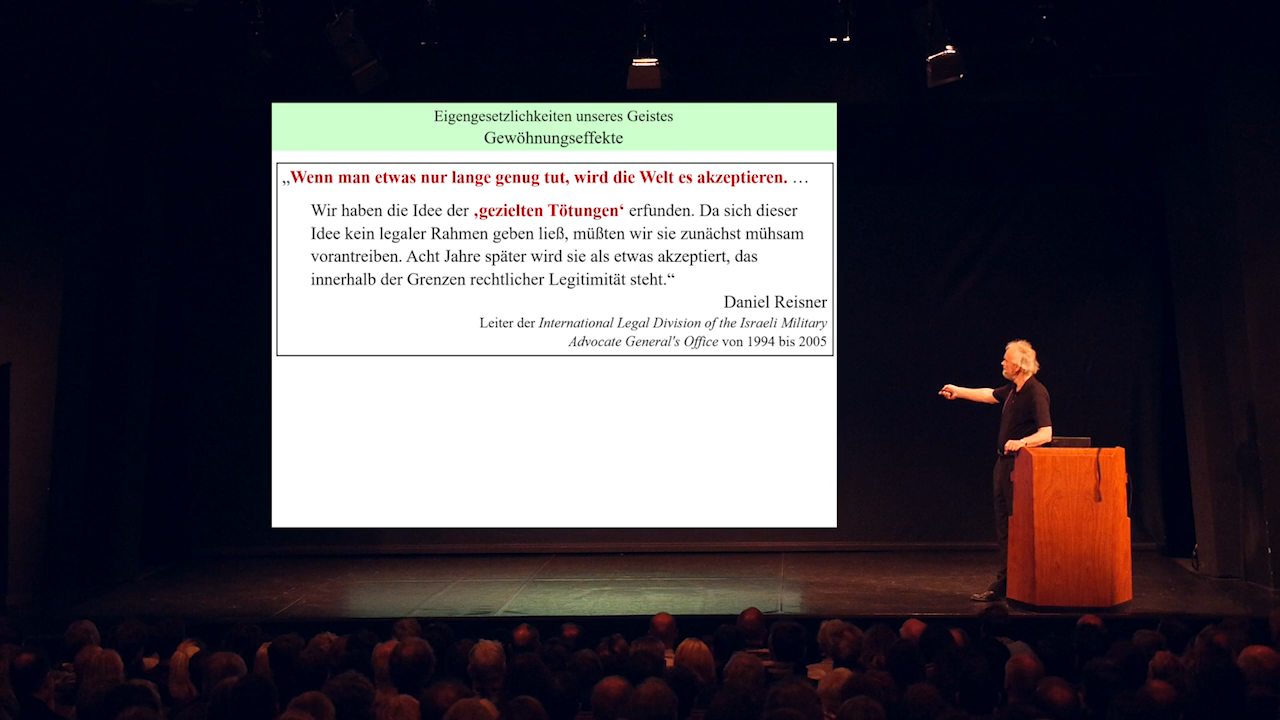 Eigengesetzlichkeiten unseres Geistes
Gewöhnungseffekte
„Wenn man etwas nur lange genug tut, wird die Welt es akzeptieren. …
Wir haben die Idee der ‚gezielten Tötungen‘ erfunden. Da sich dieser
Idee kein legaler Rahmen geben ließ, müßten wir sie zunächst mühsam
vorantreiben. Acht Jahre später wird sie als etwas akzeptiert, das
innerhalb der Grenzen rechtlicher Legitimität steht.“
Daniel Reisner
Leiter der International Legal Division of the Israeli Military
Advocate General's Office von 1994 bis 2005